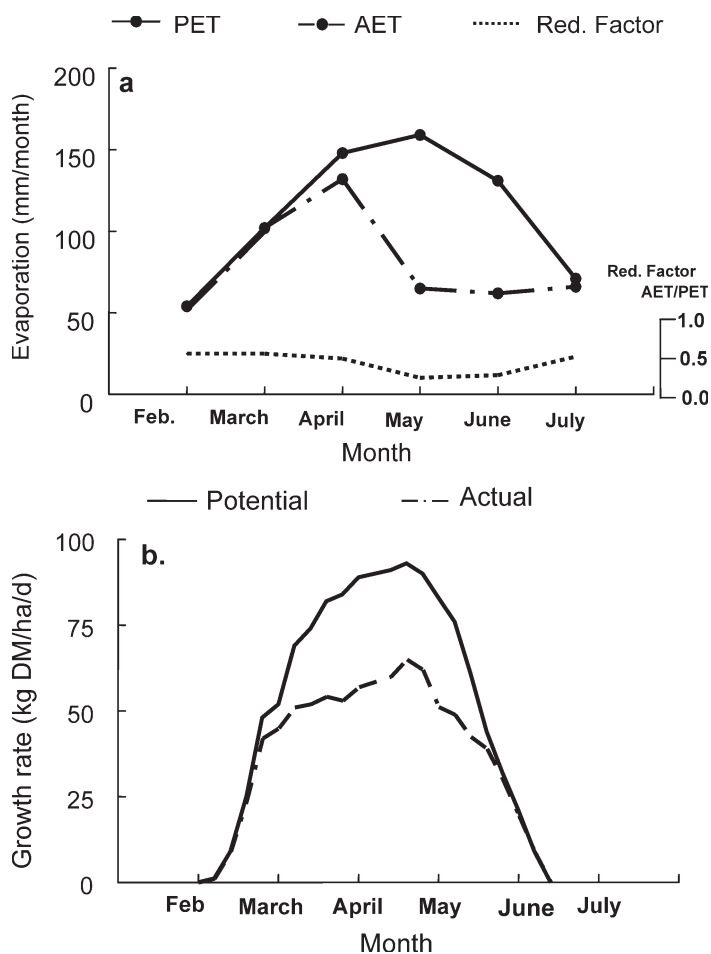 PET AET Red. Factor
a
Evaporation (mm/month)
200
150
100
50
0
Red. Factor
AET/PET
1.0
0.5
0.0
Feb. March April May June July
Month
Potential Actual
b.
Growth rate (kg DM/ha/d)
100
75
50
25
0
Feb March April May June July
Month